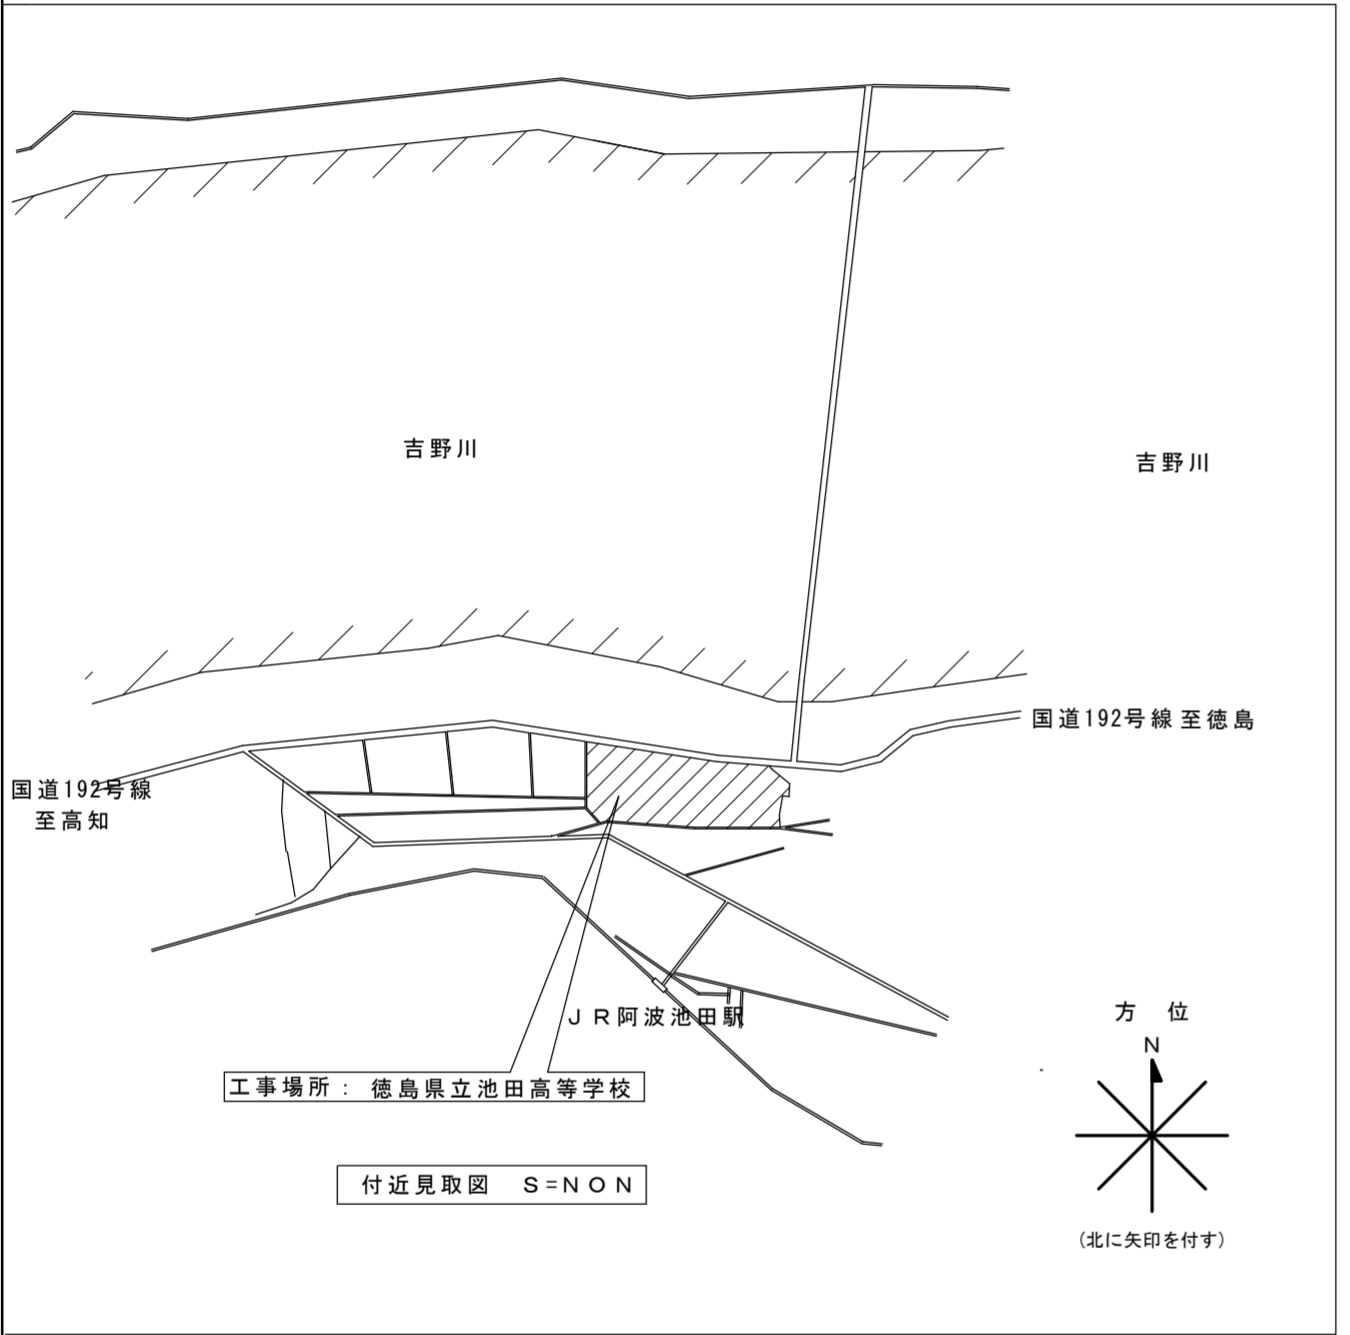 吉野川
吉野川
国道192号線 至徳島
国道192号線
至高知
JR阿波池田駅
工事場所： 徳島県立池田高等学校
付近見取図 S=NON
方 位
N
(北に矢印を付す)